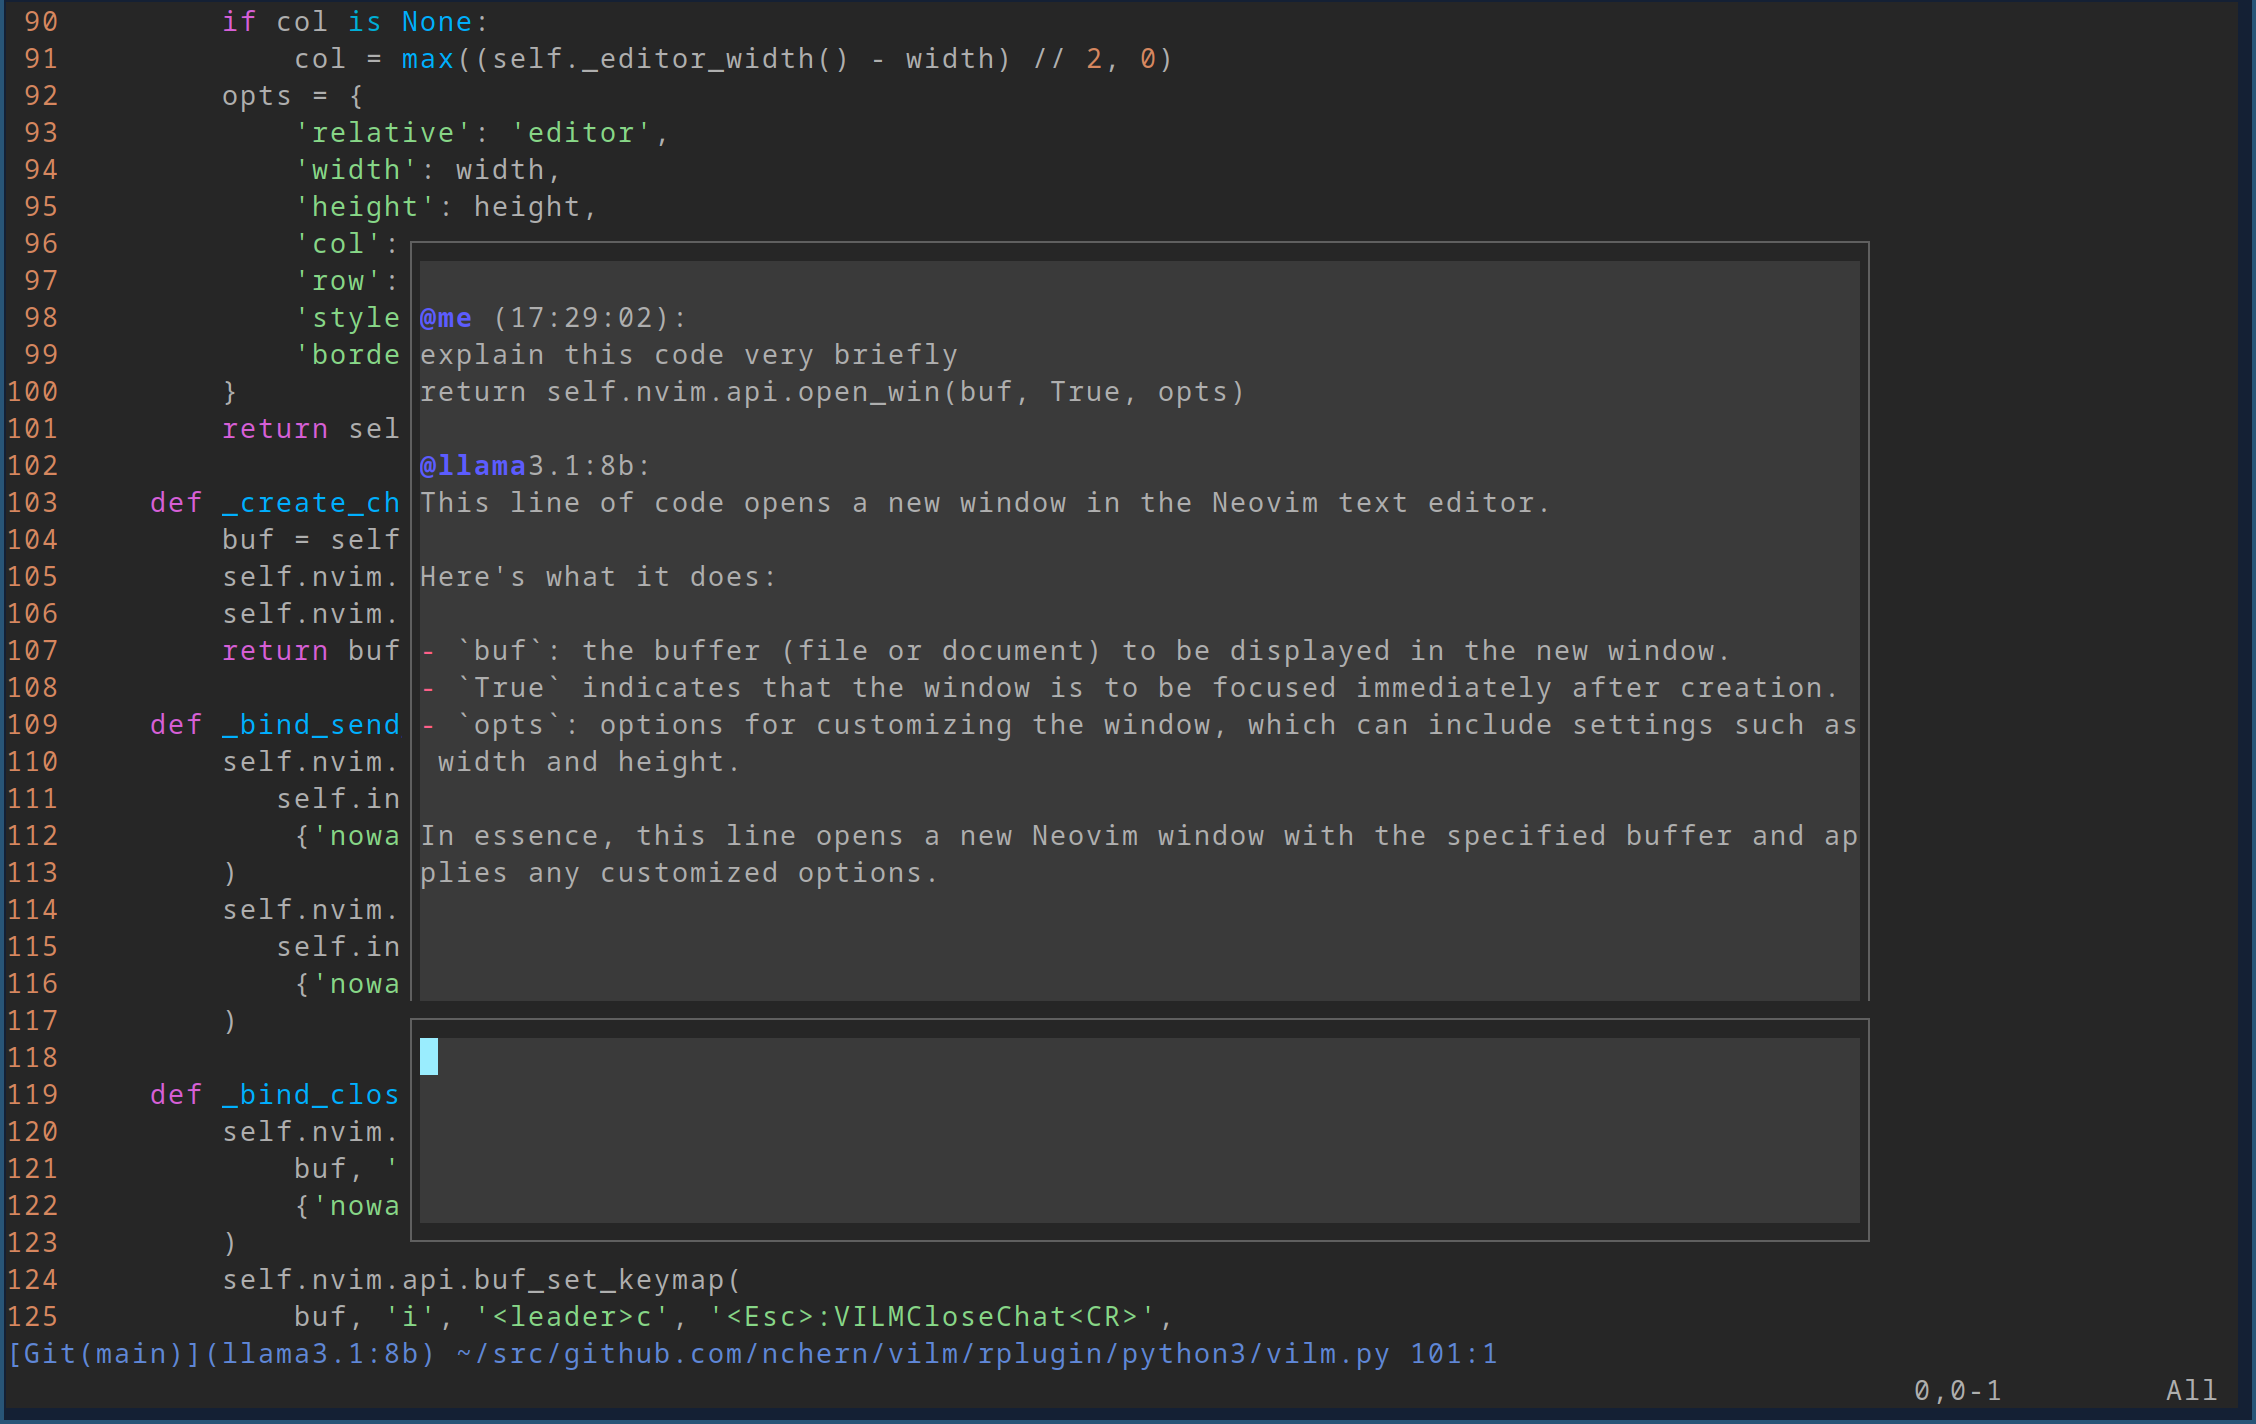 90         if col is None:
91             col = max((self._editor_width() - width) // 2, 0)
92         opts = {
93             'relative': 'editor',
94             'width': width,
95             'height': height,
96             'col':
97             'row':
98             'style
99             'borde
100         }
101         return sel
102
103     def _create_ch
104         buf = self
105         self.nvim.
106         self.nvim.
107         return buf
108
109     def _bind_send
110         self.nvim.
111            self.in
112             {'nowa
113         )
114         self.nvim.
115            self.in
116             {'nowa
117         )
118
119     def _bind_clos
120         self.nvim.
121             buf, '
122             {'nowa
123         )
124         self.nvim.api.buf_set_keymap(
125             buf, 'i', '<leader>c', '<Esc>:VILMCloseChat<CR>',
@me (17:29:02):
explain this code very briefly
return self.nvim.api.open_win(buf, True, opts)
@llama3.1:8b:
This line of code opens a new window in the Neovim text editor.
Here's what it does:
- `buf`: the buffer (file or document) to be displayed in the new window.
- `True` indicates that the window is to be focused immediately after creation.
- `opts`: options for customizing the window, which can include settings such as
 width and height.
In essence, this line opens a new Neovim window with the specified buffer and ap
plies any customized options.
[Git(main)](llama3.1:8b) ~/src/github.com/nchern/vilm/rplugin/python3/vilm.py 101:1
0,0-1 All